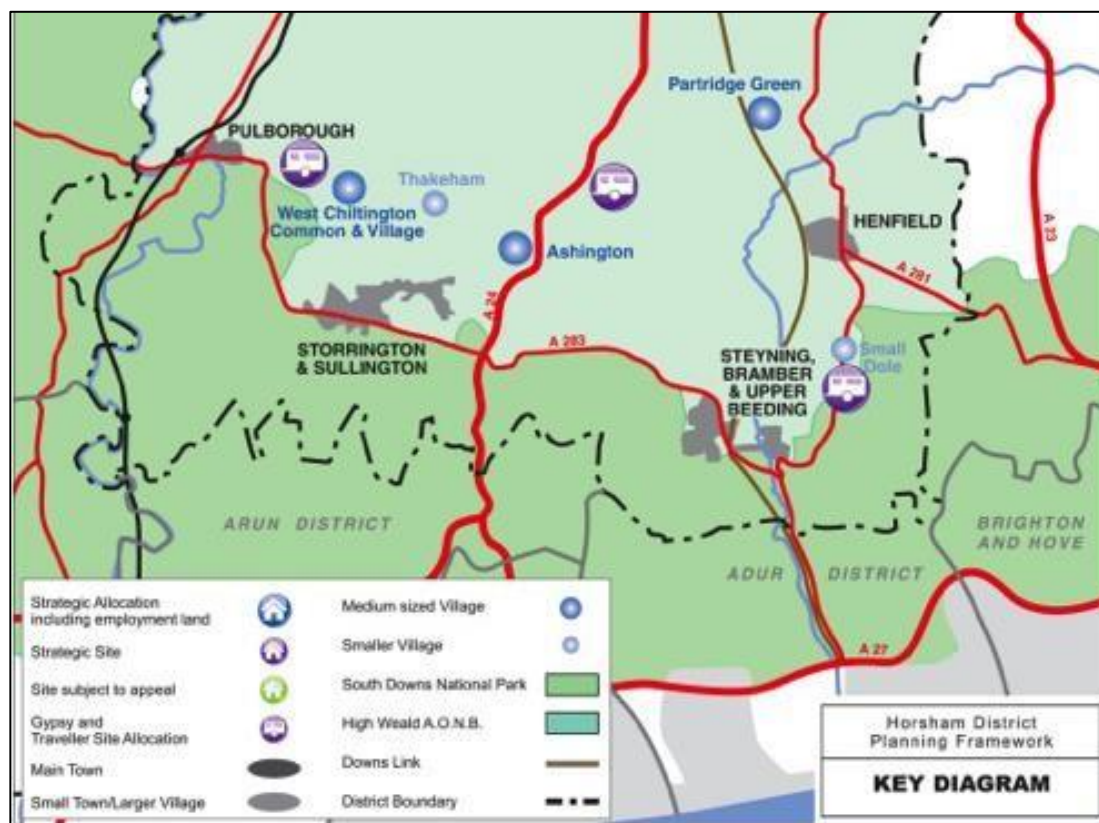 Partridge Green
PULBOROUGH
Thakeham
West Chiltington
Common & Village
HENFIELD
A 23
Ashington
A 281
A 24
A 283
STORRINGTON
& SULLINGTON
STEYNING,
BRAMBER
& UPPER
BEEDING
Small
Dole
ARUN DISTRICT
BRIGHTON
AND HOVE
ADUR DISTRICT
A 27
Strategic Allocation
including employment land
Strategic Site
Site subject to appeal
Gypsy and
Traveller Site Allocation
Main Town
Small Town/Larger Village
Medium sized Village
Smaller Village
South Downs National Park
High Weald A.O.N.B.
Downs Link
District Boundary
Horsham District
Planning Framework
KEY DIAGRAM